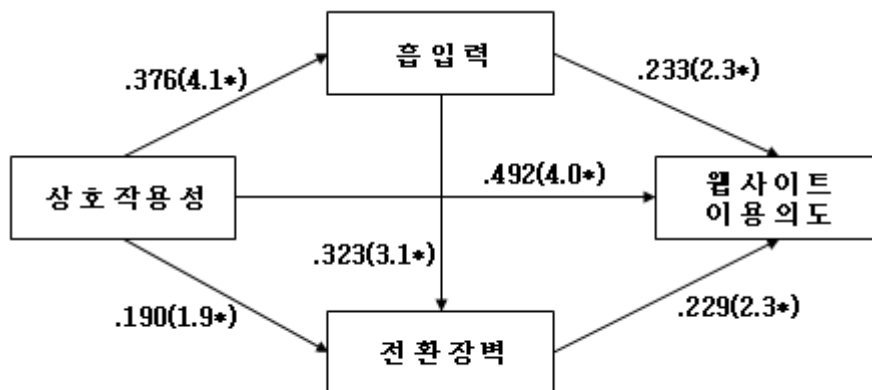 흡 입 력
.376(4.1*)
.233(2.3*)
상 호 작 용 성
.492(4.0*)
웹 사 이 트
이 용 의 도
.323(3.1*)
.190(1.9*)
.229(2.3*)
전 환 장 벽